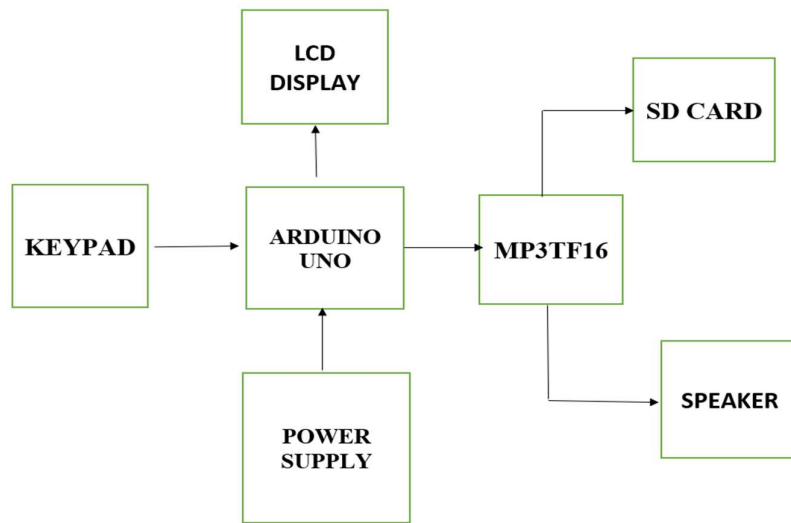 LCD
DISPLAY
SD CARD
KEYPAD
ARDUINO
UNO
MP3TF16
SPEAKER
POWER
SUPPLY